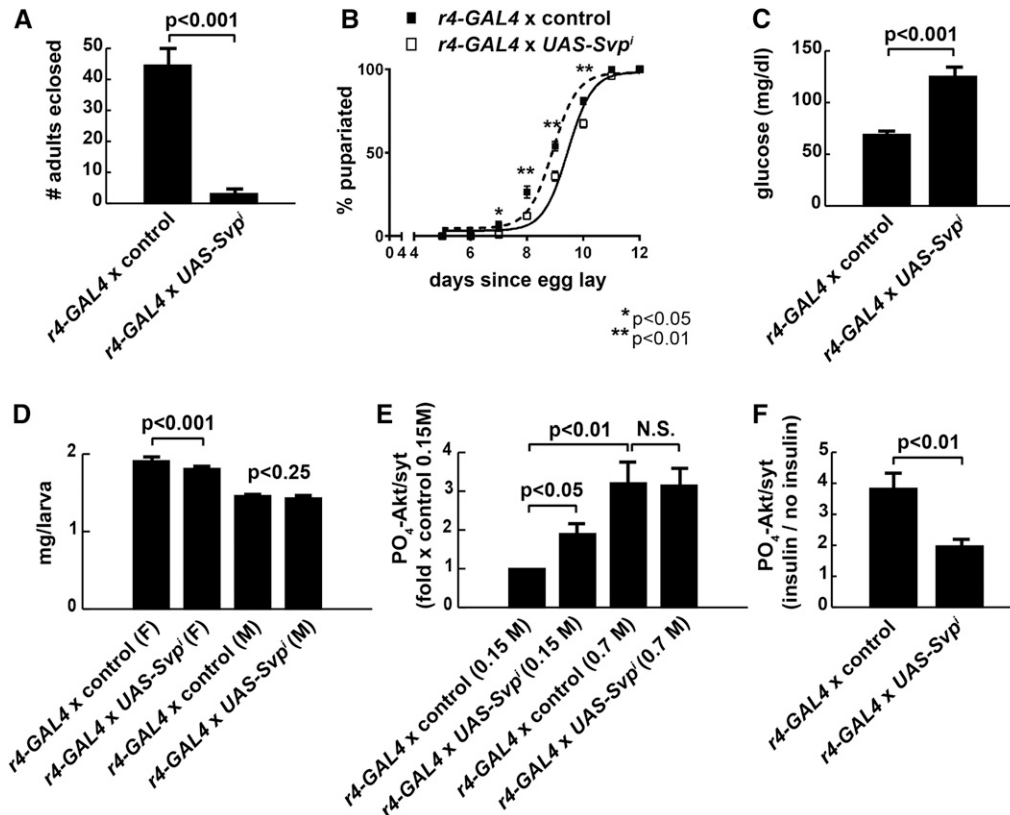 A
p<0.001
50
40
30
20
10
0
# adults eclosed
r4-GAL4 x control
r4-GAL4 x UAS-Svpⁱ
B
■ r4-GAL4 x control
□ r4-GAL4 x UAS-Svpⁱ
100
50
0
% pupariated
*
**
**
**
0 4 4 6 8 10 12
days since egg lay
* p<0.05
** p<0.01
C
p<0.001
150
100
50
0
glucose (mg/dl)
r4-GAL4 x control
r4-GAL4 x UAS-Svpⁱ
D
p<0.001
p<0.25
2
1
0
mg/larva
r4-GAL4 x control (F)
r4-GAL4 x UAS-Svpⁱ (F)
r4-GAL4 x control (M)
r4-GAL4 x UAS-Svpⁱ (M)
E
p<0.01
N.S.
p<0.05
4
3
2
1
0
PO₄-Akt/syt
(fold x control 0.15M)
r4-GAL4 x control (0.15 M)
r4-GAL4 x UAS-Svpⁱ (0.15 M)
r4-GAL4 x control (0.7 M)
r4-GAL4 x UAS-Svpⁱ (0.7 M)
F
p<0.01
5
4
3
2
1
0
PO₄-Akt/syt
(insulin / no insulin)
r4-GAL4 x control
r4-GAL4 x UAS-Svpⁱ